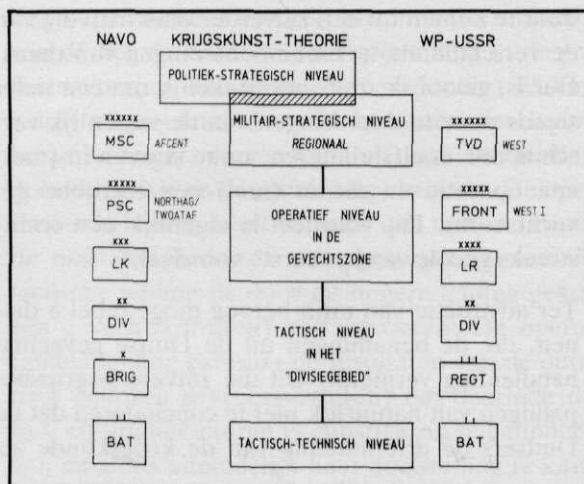 NAVO KRIJGSKUNST-THEORIE WP-USSR
POLITIEK-STRATEGISCH NIVEAU
xxxxxx MILITAIR-STRATEGISCH NIVEAU xxxxx
MSC AFCENT REGIONAAL TVD WEST
xxxxx xxxxx
PSC NORTHAG/ OPERATIEF NIVEAU FRONT WEST I
TWOATAF IN DE
xxx GEVECHTSZONE xxxx
LK LR
xx xx
DIV TACTISCH NIVEAU DIV
x IN HET III
BRIG "DIVISIEGEBIED" REGT
II II
BAT TACTISCH-TECHNISCH NIVEAU BAT